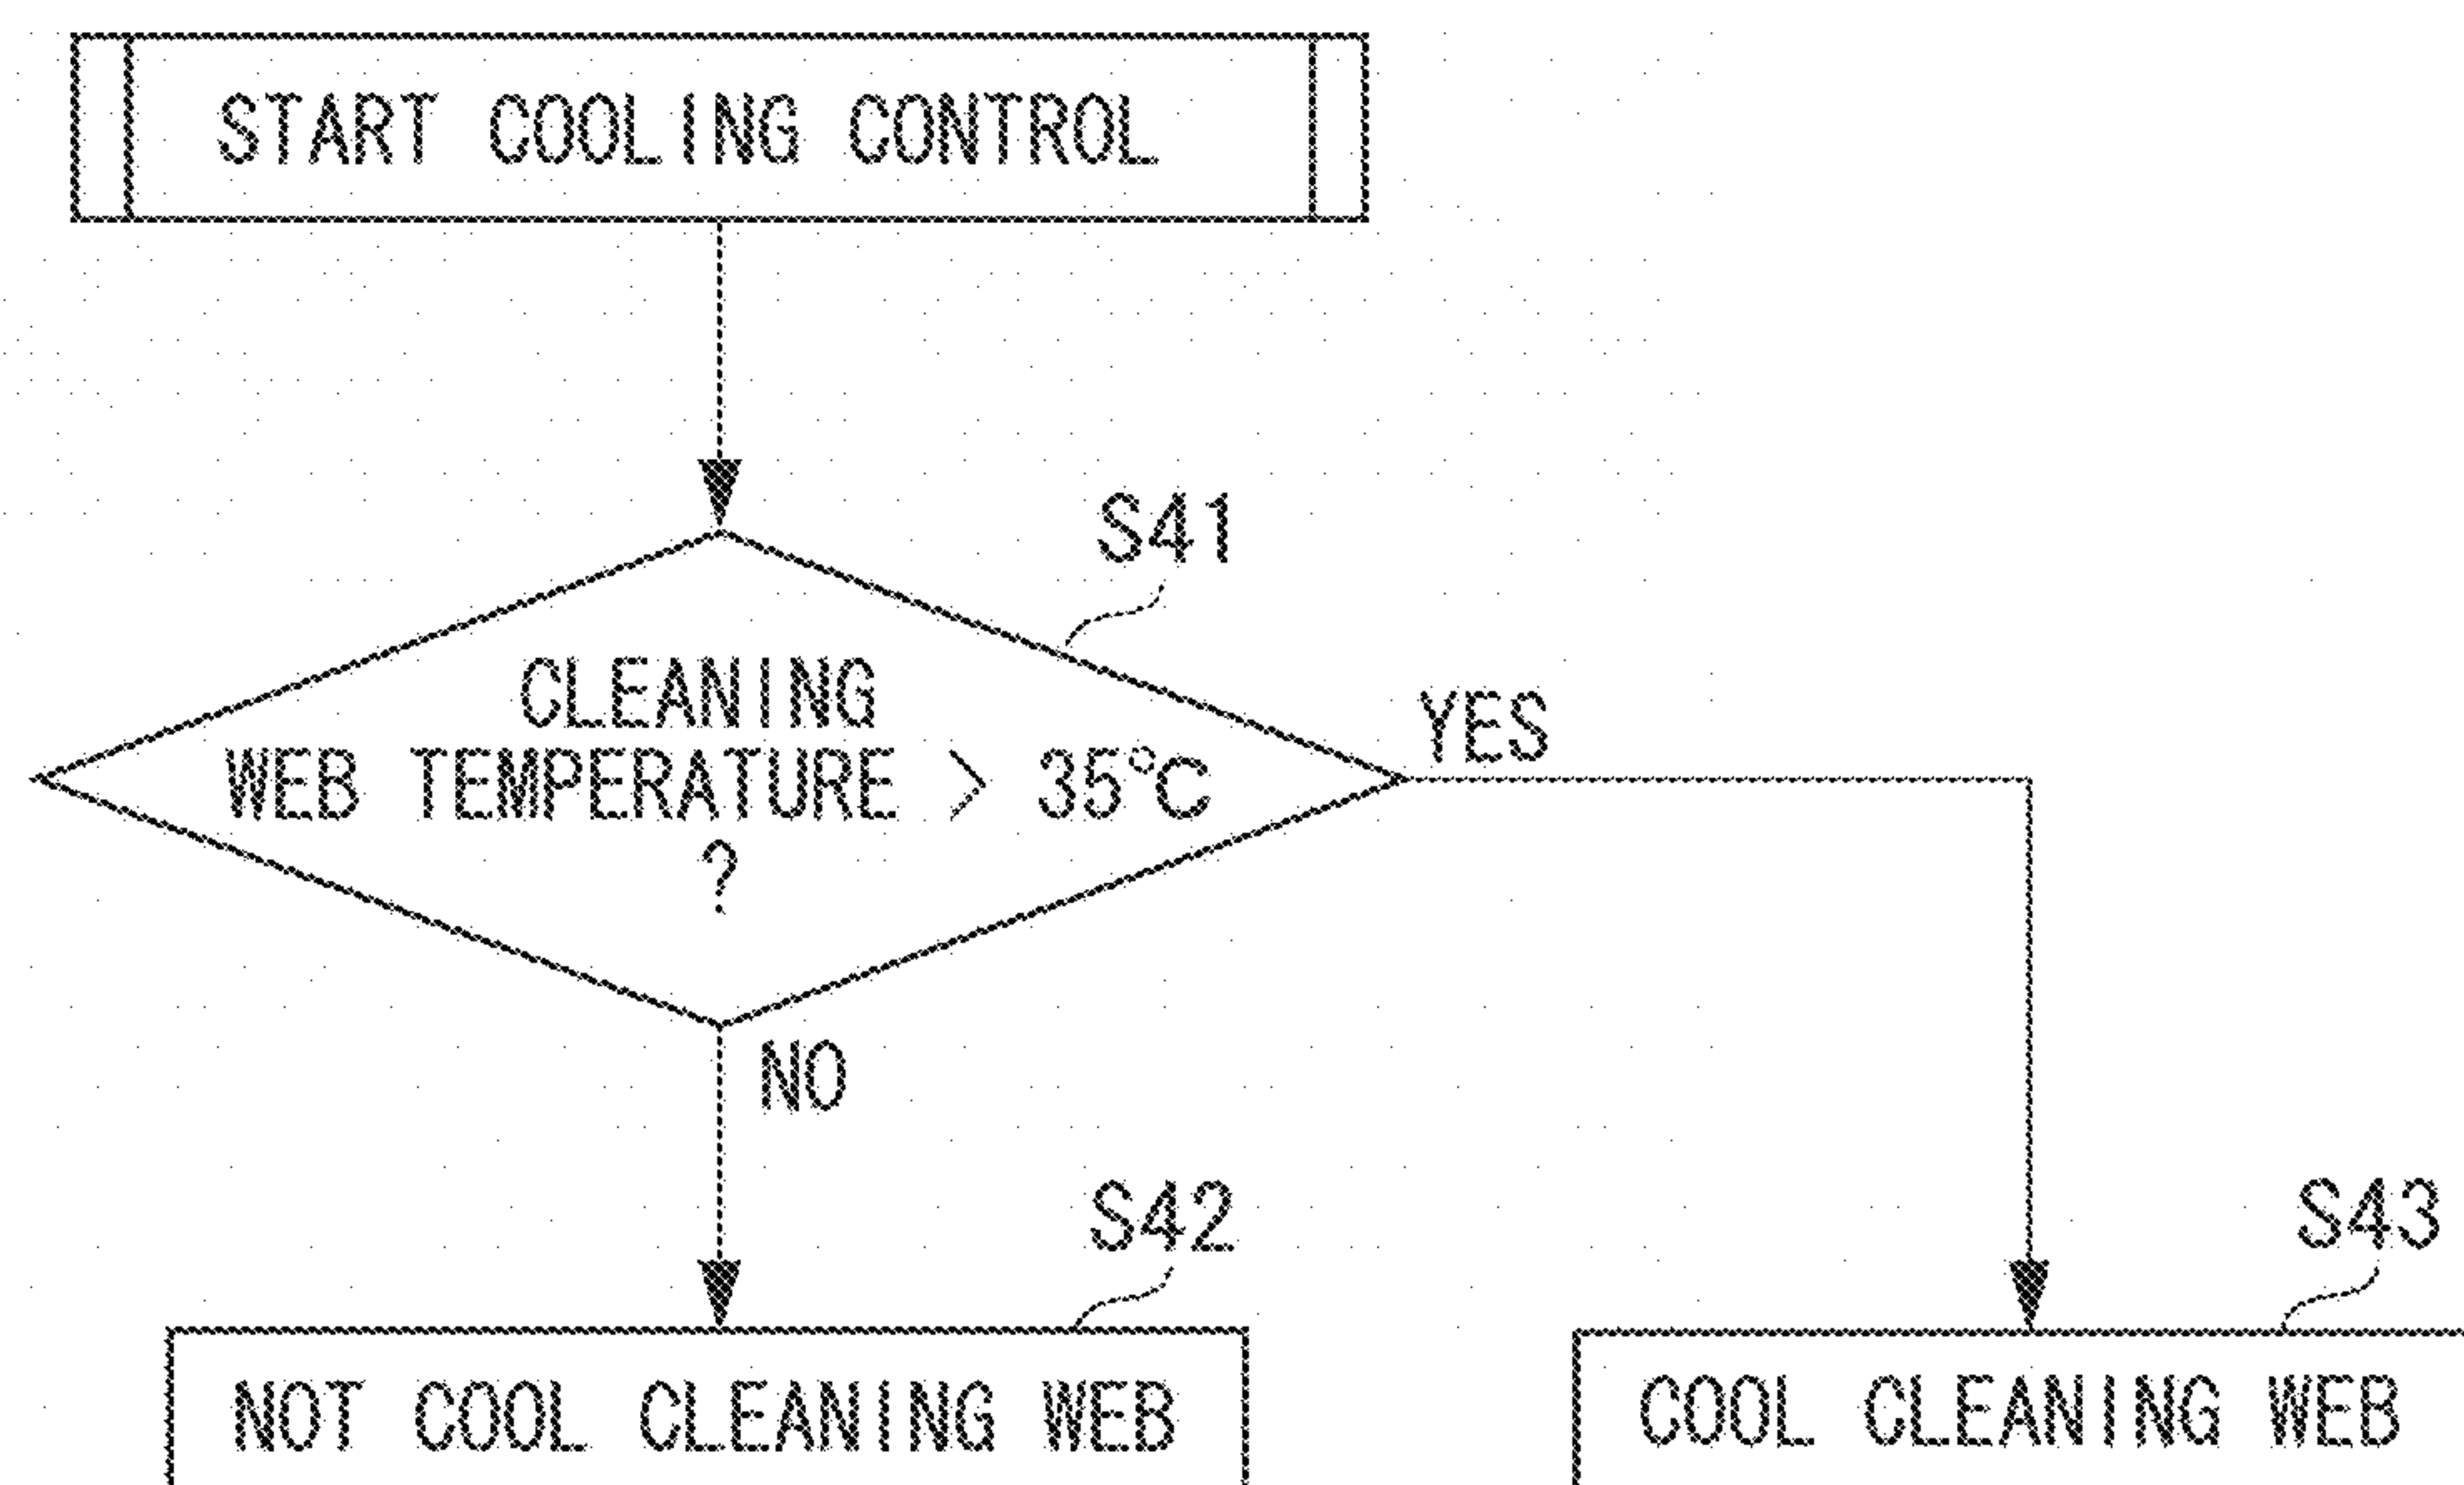 START COOLING CONTROL
S41
CLEANING
WEB TEMPERATURE > 35℃
?
YES
NO
S42
S43
NOT COOL CLEANING WEB
COOL CLEANING WEB